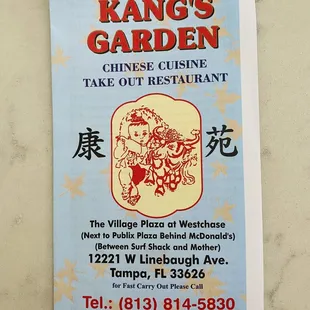 KANG'S
GARDEN
CHINESE CUISINE
TAKE OUT RESTAURANT
康 苑
The Village Plaza at Westchase
(Next to Publix Plaza Behind McDonald's)
(Between Surf Shack and Mother)
12221 W Linebaugh Ave.
Tampa, FL 33626
for Fast Carry Out Please Call
Tel.: (813) 814-5830